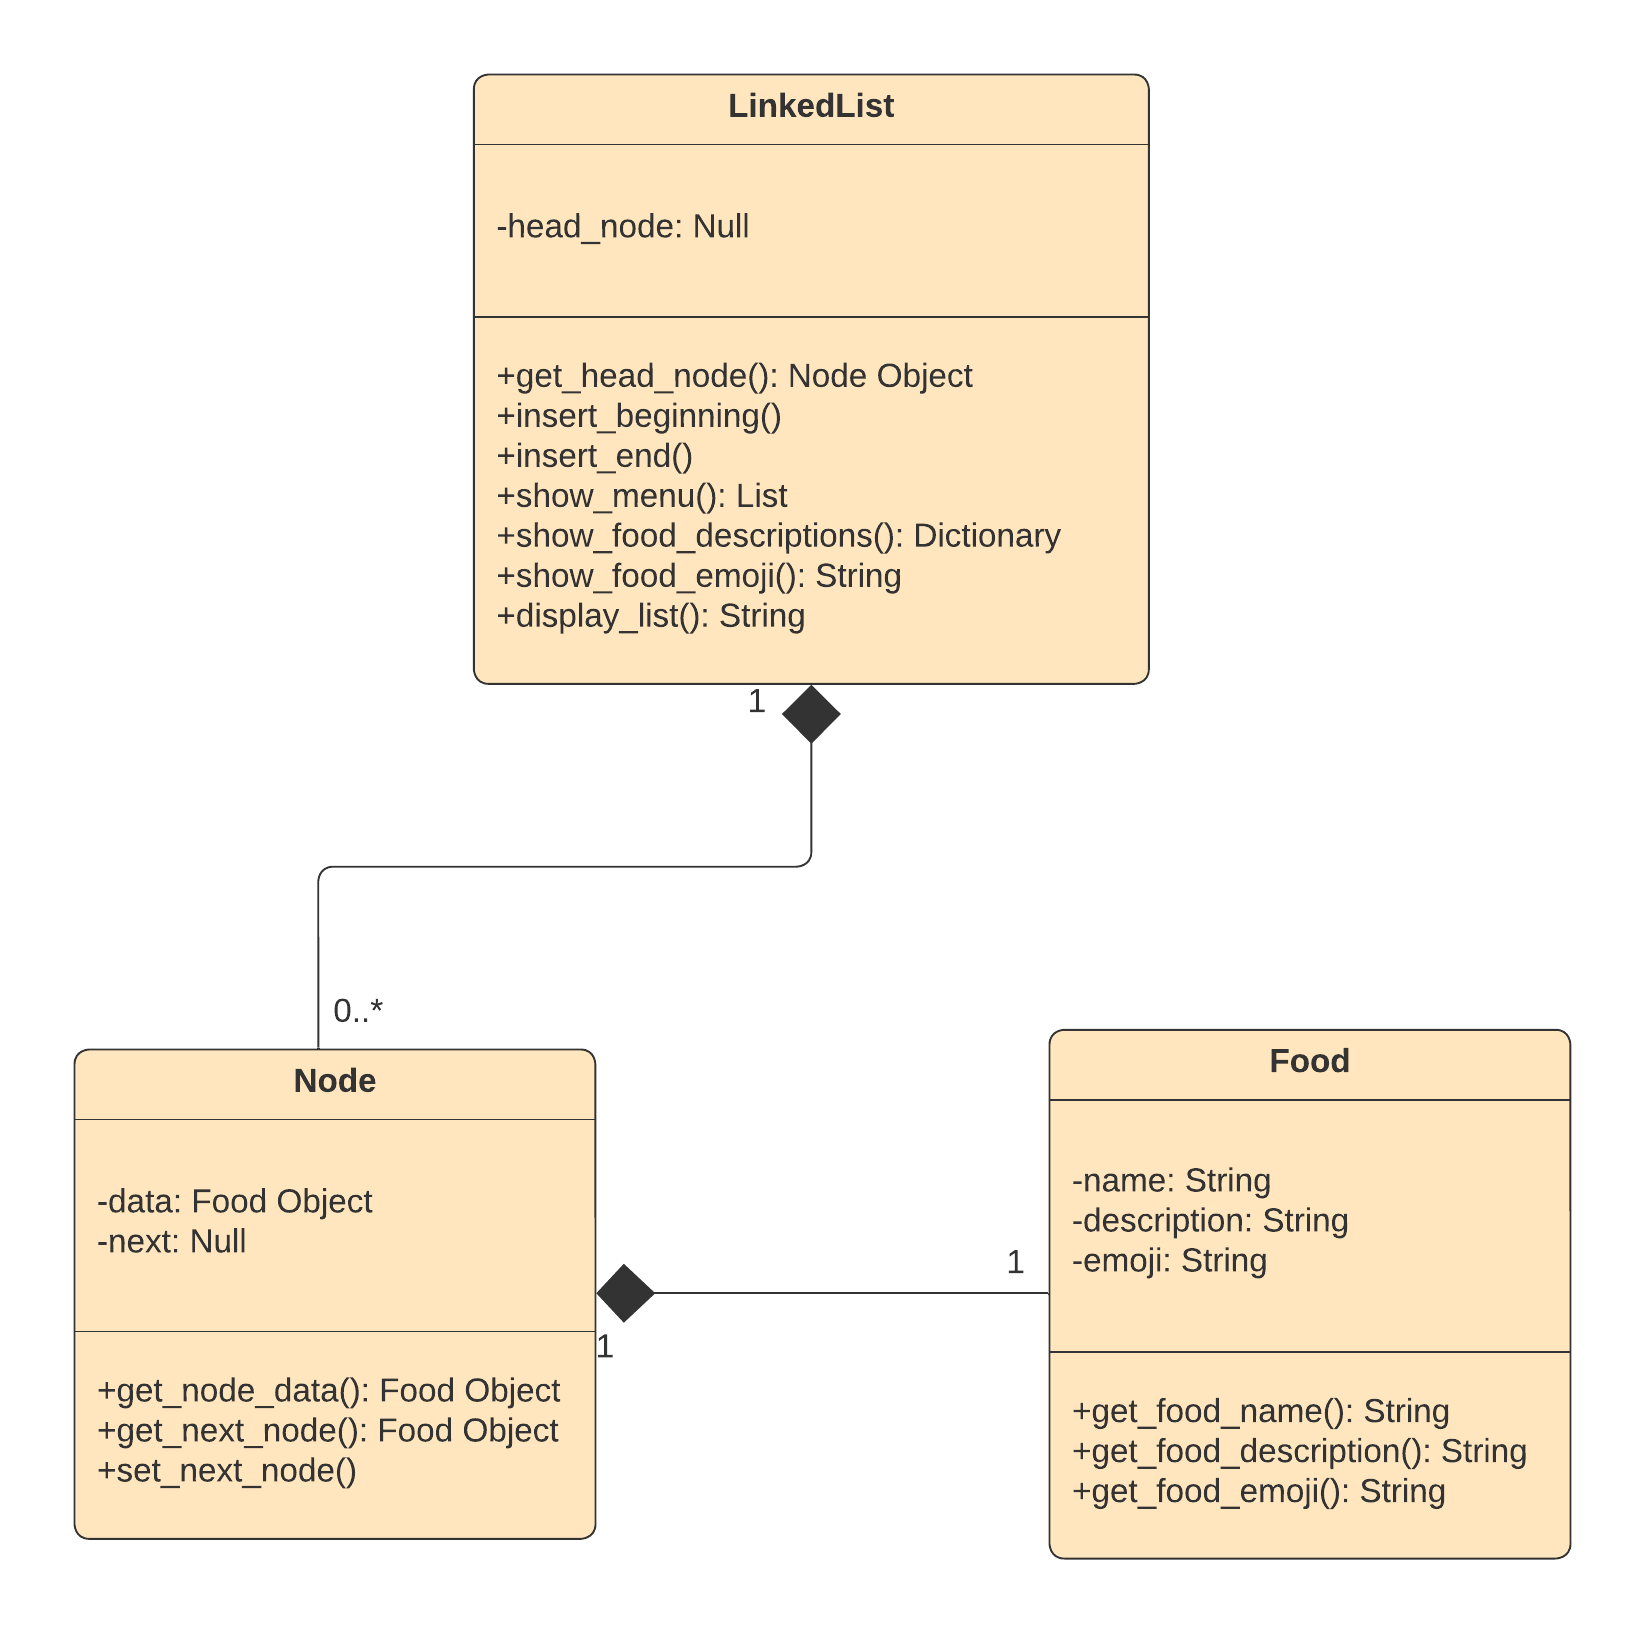 LinkedList
-head_node: Null
+get_head_node(): Node Object
+insert_beginning()
+insert_end()
+show_menu(): List
+show_food_descriptions(): Dictionary
+show_food_emoji(): String
+display_list(): String
1
0..*
Node
-data: Food Object
-next: Null
+get_node_data(): Food Object
+get_next_node(): Food Object
+set_next_node()
1
1
Food
-name: String
-description: String
-emoji: String
+get_food_name(): String
+get_food_description(): String
+get_food_emoji(): String